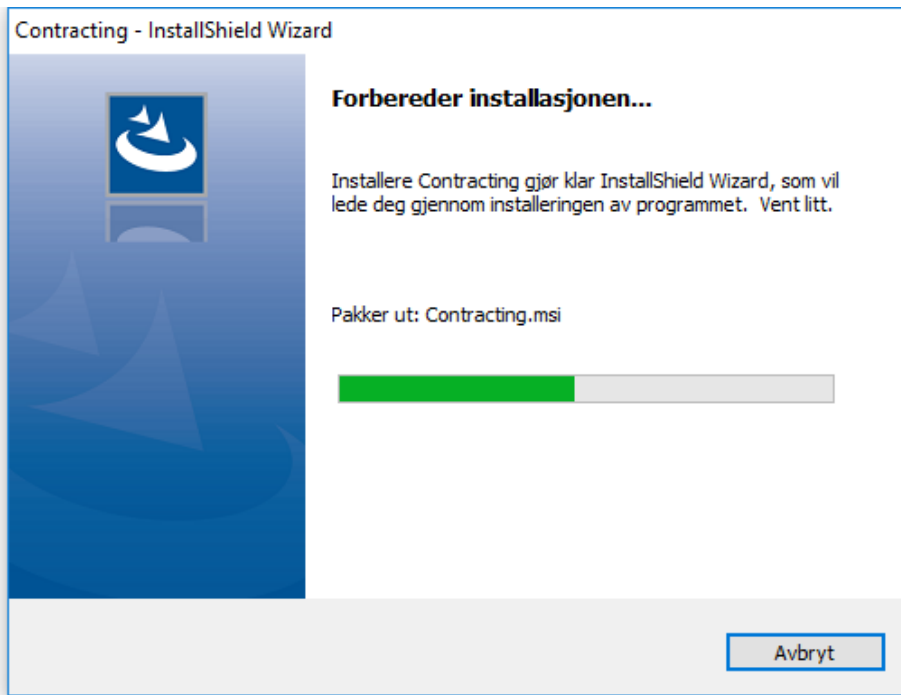 Contracting - InstallShield Wizard
Forbereder installasjonen...
Installere Contracting gjør klar InstallShield Wizard, som vil
lede deg gjennom installeringen av programmet.  Vent litt.
Pakker ut: Contracting.msi
Avbryt